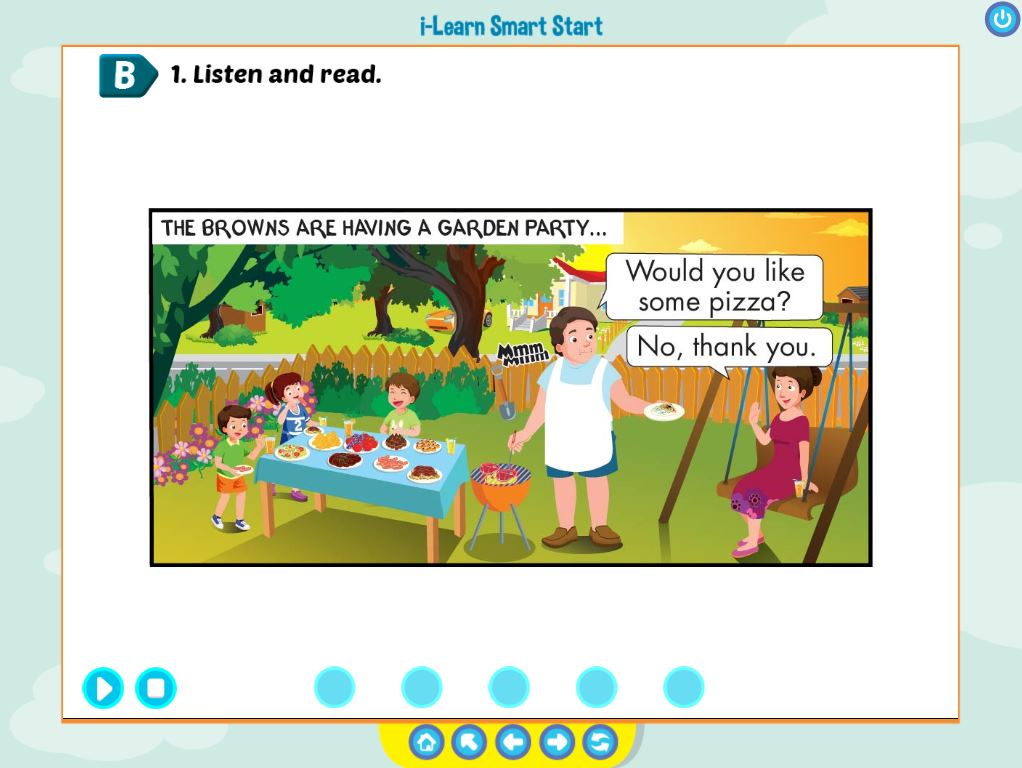 i-Learn Smart Start
B 1. Listen and read.
THE BROWNS ARE HAVING A GARDEN PARTY...
Would you like
some pizza?
No, thank you.
Mmm
Mmmm
2